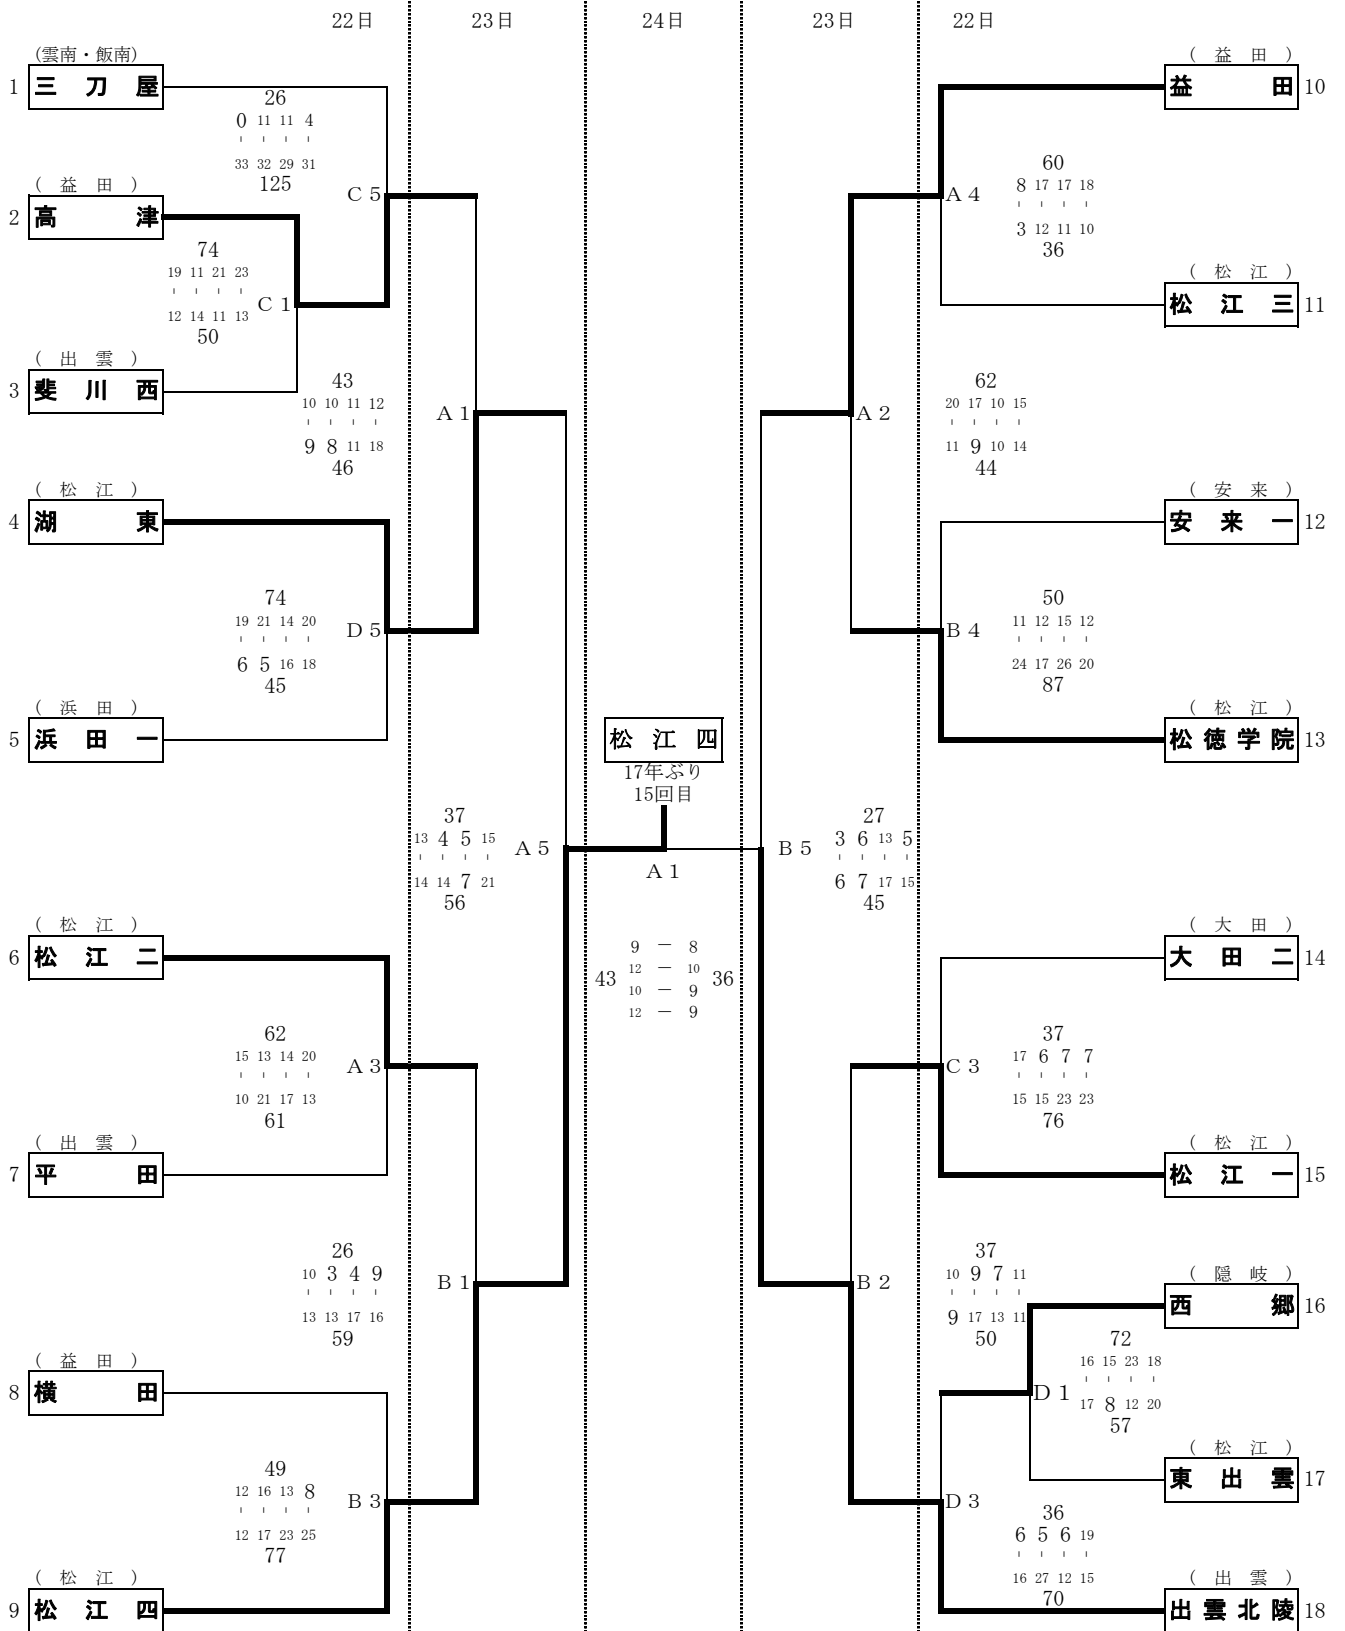 22日 23日 24日 23日 22日
(雲南・飯南)
1 三刀屋
26
0 11 11 4
- - - -
33 32 29 31
125
C 5
(益田)
2 高津
74
19 11 21 23
- - - -
12 14 11 13
50
C 1
(出雲)
3 斐川西
43
10 10 11 12
- - - -
9 8 11 18
46
A 1
(松江)
4 湖東
74
19 21 14 20
- - - -
6 5 16 18
45
D 5
(浜田)
5 浜田一
37
13 4 5 15
- - - -
14 14 7 21
56
A 5
(松江)
6 松江二
62
15 13 14 20
- - - -
10 21 17 13
61
A 3
(出雲)
7 平田
26
10 3 4 9
- - - -
13 13 17 16
59
B 1
(益田)
8 横田
49
12 16 13 8
- - - -
12 17 23 25
77
B 3
(松江)
9 松江四
松江四
17年ぶり
15回目
A 1
9 － 8
12 － 10
43 36
10 － 9
12 － 9
(益田)
益田 10
A 4
60
8 17 17 18
- - - -
3 12 11 10
36
(松江)
松江三 11
A 2
62
20 17 10 15
- - - -
11 9 10 14
44
(安来)
安来一 12
B 4
50
11 12 15 12
- - - -
24 17 26 20
87
(松江)
松徳学院 13
B 5
27
3 6 13 5
- - - -
6 7 17 15
45
(大田)
大田二 14
C 3
37
17 6 7 7
- - - -
15 15 23 23
76
(松江)
松江一 15
B 2
37
10 9 7 11
- - - -
9 17 13 11
50
(隠岐)
西郷 16
D 1
72
16 15 23 18
- - - -
17 8 12 20
57
(松江)
東出雲 17
D 3
36
6 5 6 19
- - - -
16 27 12 15
70
(出雲)
出雲北陵 18